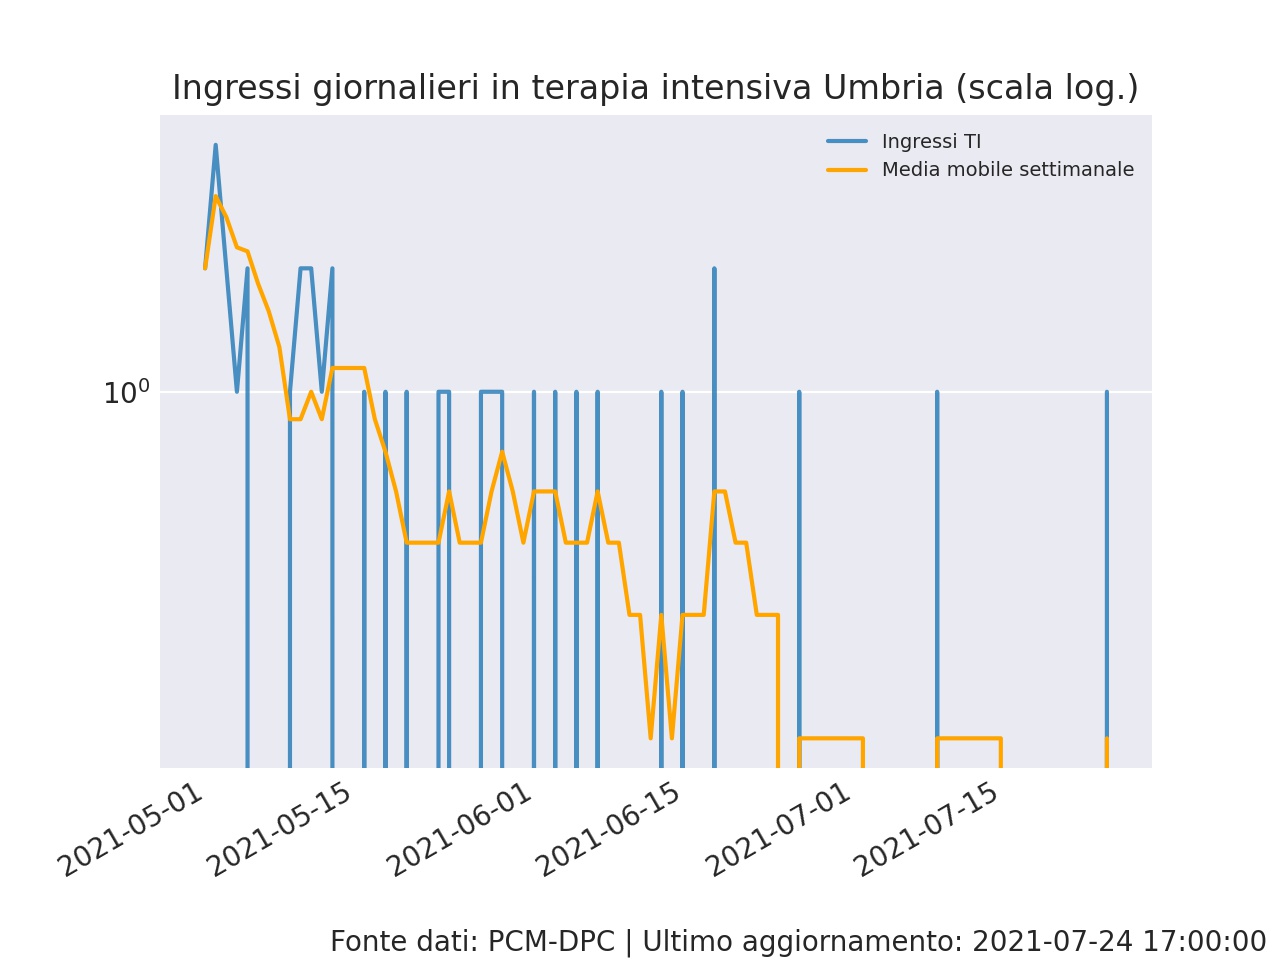 Ingressi giornalieri in terapia intensiva Umbria (scala log.)
Ingressi TI
Media mobile settimanale
10⁰
2021-05-01
2021-05-15
2021-06-01
2021-06-15
2021-07-01
2021-07-15
Fonte dati: PCM-DPC | Ultimo aggiornamento: 2021-07-24 17:00:00